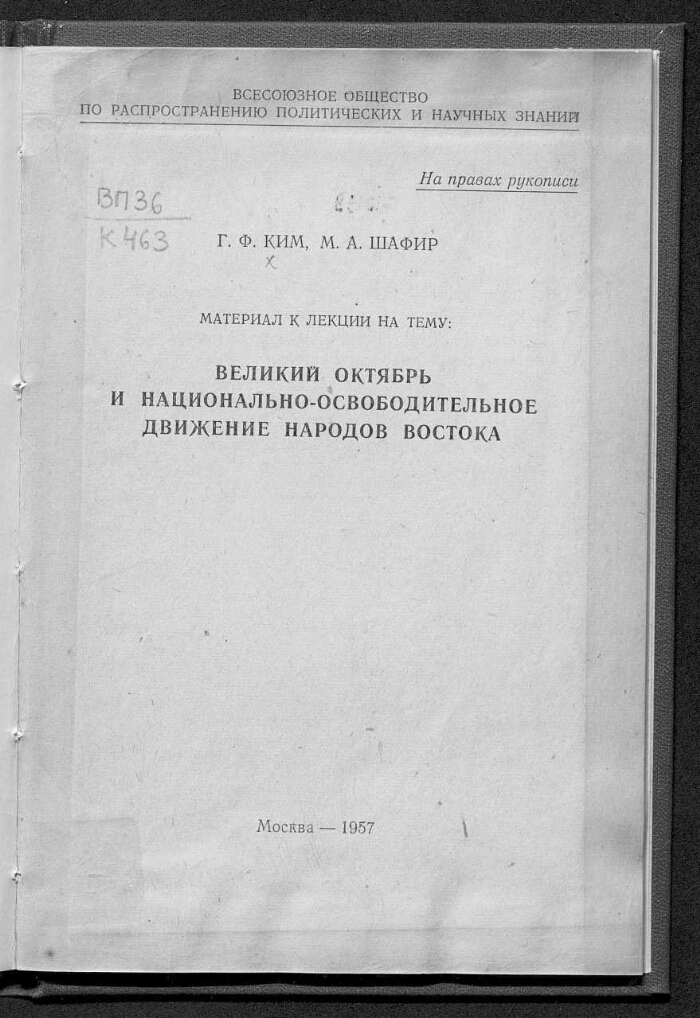 ВСЕСОЮЗНОЕ ОБЩЕСТВО
ПО РАСПРОСТРАНЕНИЮ ПОЛИТИЧЕСКИХ И НАУЧНЫХ ЗНАНИЙ
На правах рукописи
ВП36
К463
Г. Ф. КИМ, М. А. ШАФИР
МАТЕРИАЛ К ЛЕКЦИИ НА ТЕМУ:
ВЕЛИКИЙ ОКТЯБРЬ
И НАЦИОНАЛЬНО-ОСВОБОДИТЕЛЬНОЕ
ДВИЖЕНИЕ НАРОДОВ ВОСТОКА
Москва — 1957